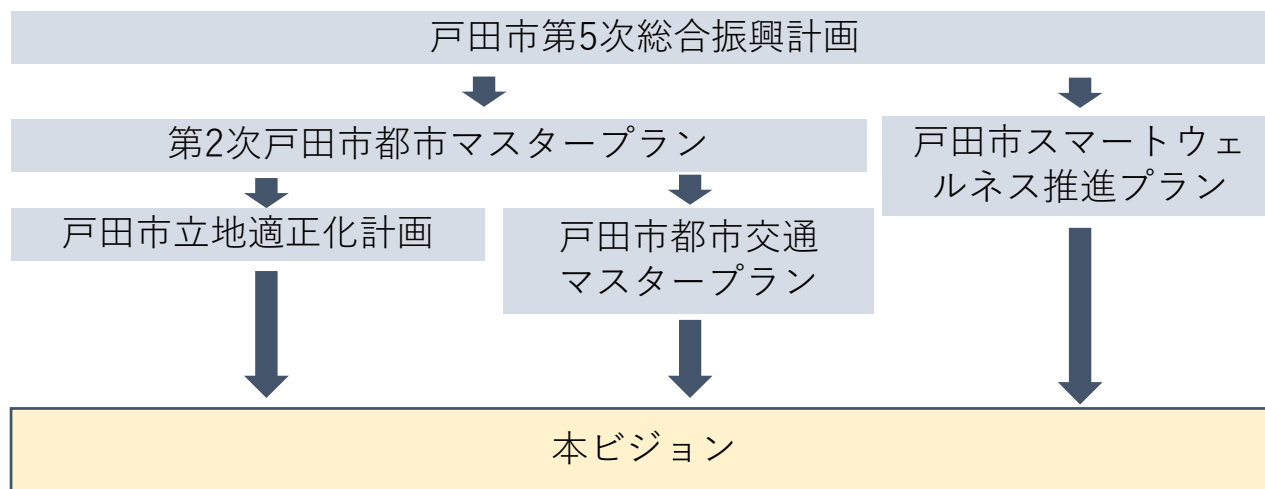 戸田市第5次総合振興計画
第2次戸田市都市マスタープラン
戸田市スマートウェ
ルネス推進プラン
戸田市立地適正化計画
戸田市都市交通
マスタープラン
本ビジョン